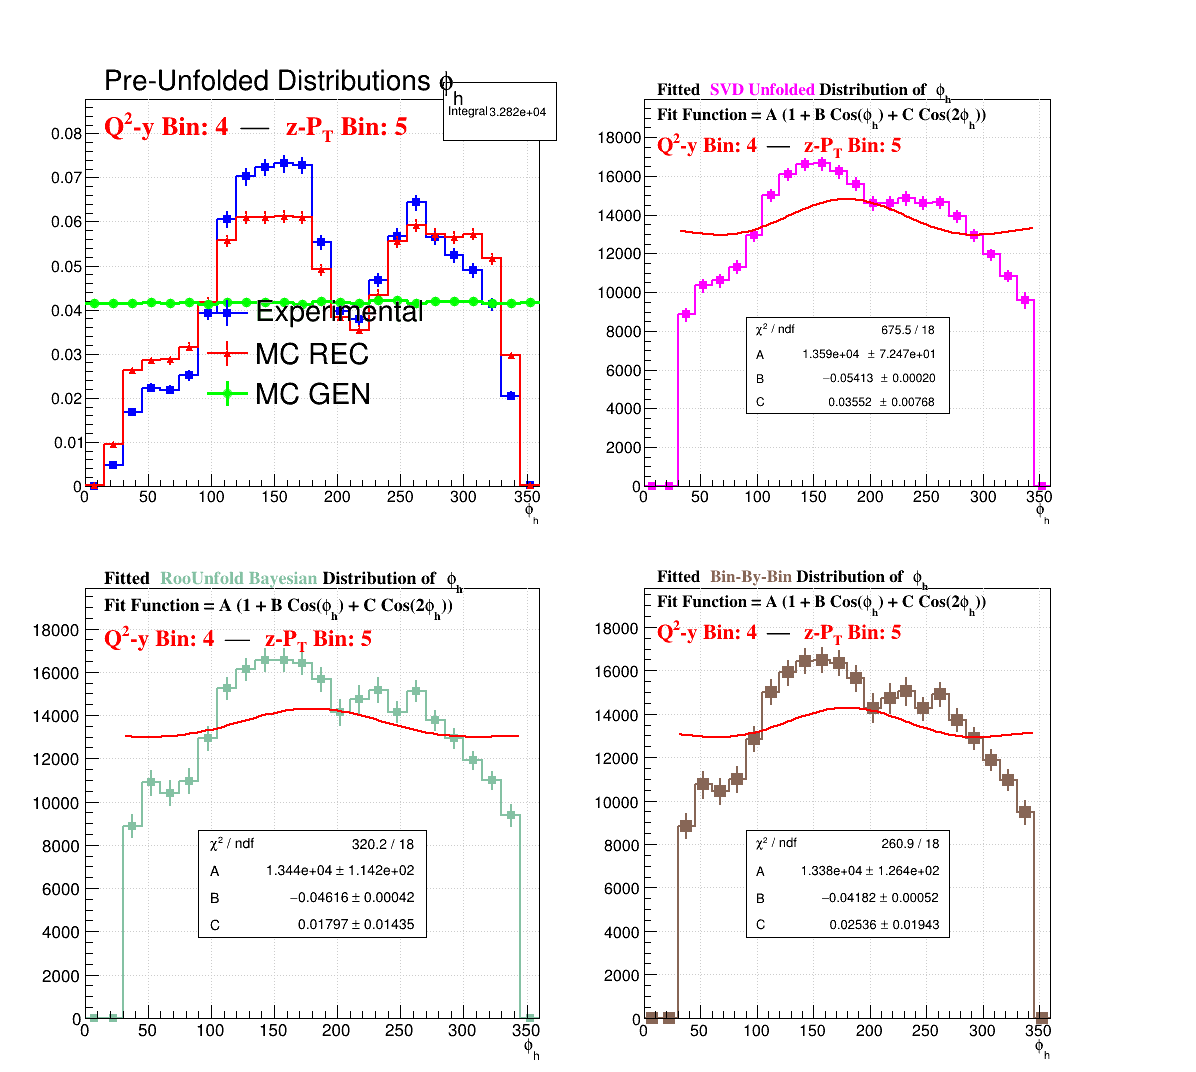 Pre-Unfolded Distributions ϕh
Integral 3.282e+04
Q²-y Bin: 4 — z-PT Bin: 5
0.08
0.07
0.06
0.05
0.04
0.03
0.02
0.01
0
Experimental
MC REC
MC GEN
0 50 100 150 200 250 300 350
ϕh
Fitted SVD Unfolded Distribution of ϕh
Fit Function = A (1 + B Cos(ϕh) + C Cos(2ϕh))
Q²-y Bin: 4 — z-PT Bin: 5
18000
16000
14000
12000
10000
8000
6000
4000
2000
0
χ² / ndf 675.5 / 18
A 1.359e+04 ± 7.247e+01
B −0.05413 ± 0.00020
C 0.03552 ± 0.00768
0 50 100 150 200 250 300 350
ϕh
Fitted RooUnfold Bayesian Distribution of ϕh
Fit Function = A (1 + B Cos(ϕh) + C Cos(2ϕh))
Q²-y Bin: 4 — z-PT Bin: 5
18000
16000
14000
12000
10000
8000
6000
4000
2000
0
χ² / ndf 320.2 / 18
A 1.344e+04 ± 1.142e+02
B −0.04616 ± 0.00042
C 0.01797 ± 0.01435
0 50 100 150 200 250 300 350
ϕh
Fitted Bin-By-Bin Distribution of ϕh
Fit Function = A (1 + B Cos(ϕh) + C Cos(2ϕh))
Q²-y Bin: 4 — z-PT Bin: 5
18000
16000
14000
12000
10000
8000
6000
4000
2000
0
χ² / ndf 260.9 / 18
A 1.338e+04 ± 1.264e+02
B −0.04182 ± 0.00052
C 0.02536 ± 0.01943
0 50 100 150 200 250 300 350
ϕh